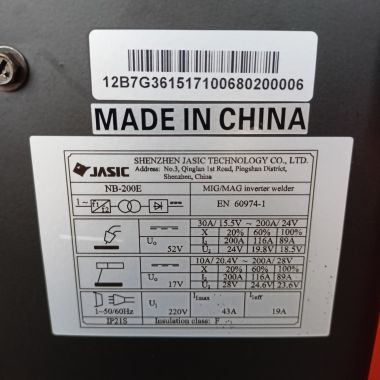 12B7G361517100680200006
MADE IN CHINA
JASIC
SHENZHEN JASIC TECHNOLOGY CO., LTD.
Address: No.3, Qinglan 1st Road, Pingshan District,
Shenzhen, China
NB-200E MIG/MAG inverter welder
1~ f1 f2 EN 60974-1
30A/15.5V ~ 200A/24V
X 20% 60% 100%
U₀ I₂ 200A 116A 89A
52V U₂ 24V 19.8V 18.5V
10A/20.4V ~ 200A/28V
X 20% 60% 100%
U₀ I₂ 200A 116A 89A
17V U₂ 28V 24.6V 23.6V
U₁ I₁max I₁eff
1~50/60Hz 220V 43A 19A
IP21S Insulation class: F